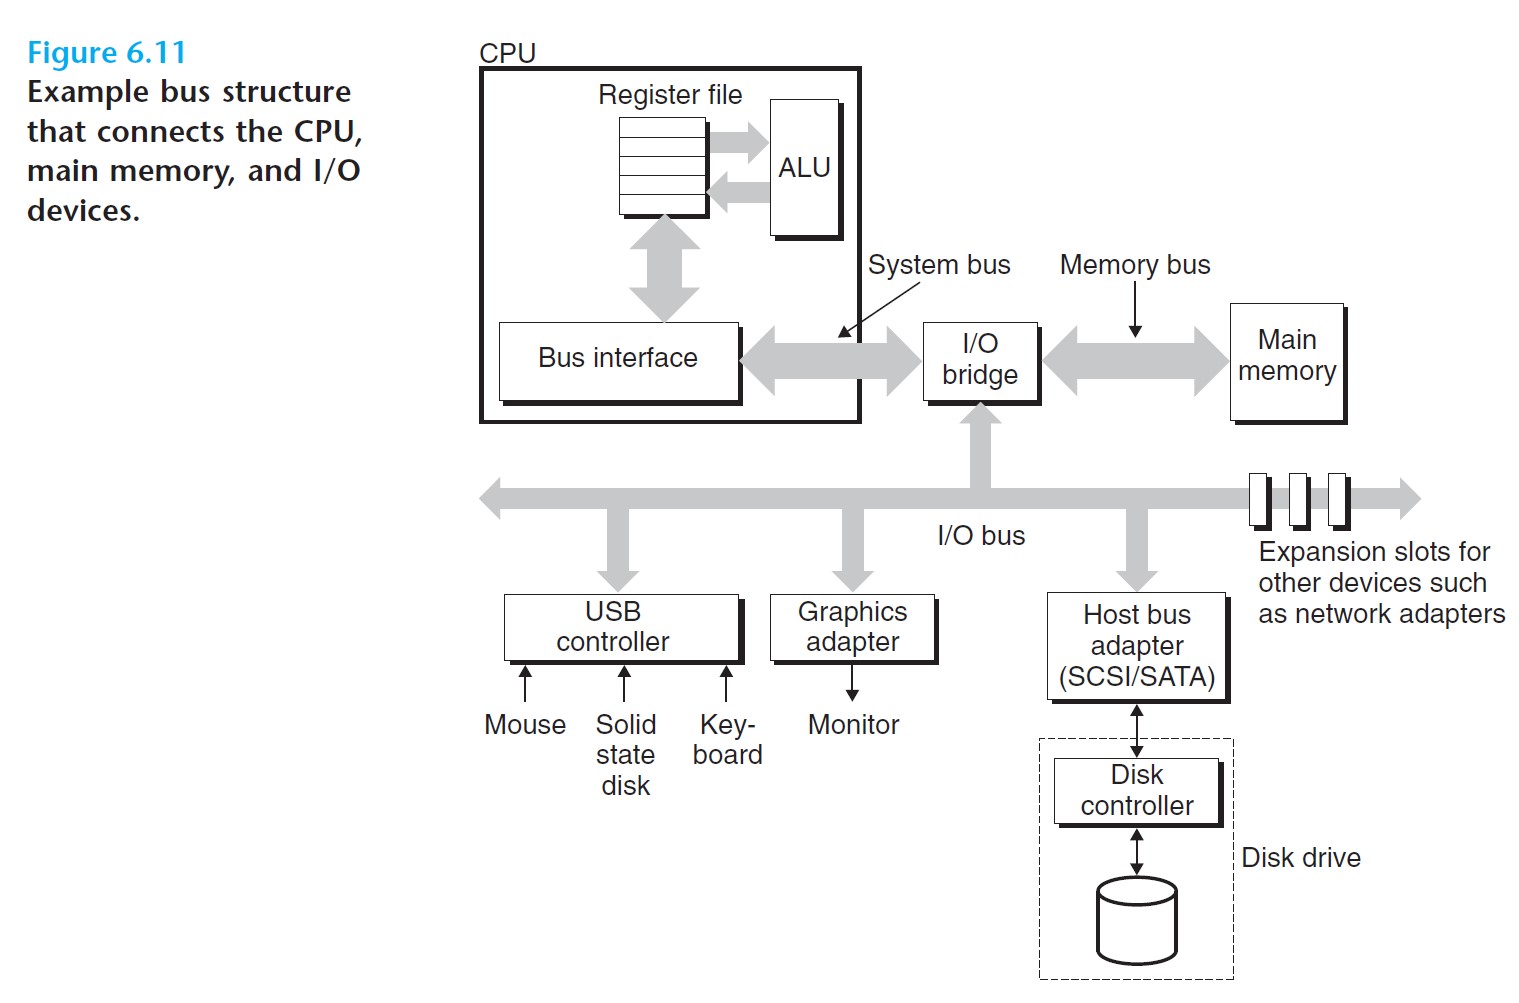 Figure 6.11
Example bus structure
that connects the CPU,
main memory, and I/O
devices.
CPU
Register file
ALU
System bus
Memory bus
Bus interface
I/O
bridge
Main
memory
I/O bus
Expansion slots for
other devices such
as network adapters
USB
controller
Graphics
adapter
Host bus
adapter
(SCSI/SATA)
Mouse
Solid
state
disk
Key-
board
Monitor
Disk
controller
Disk drive